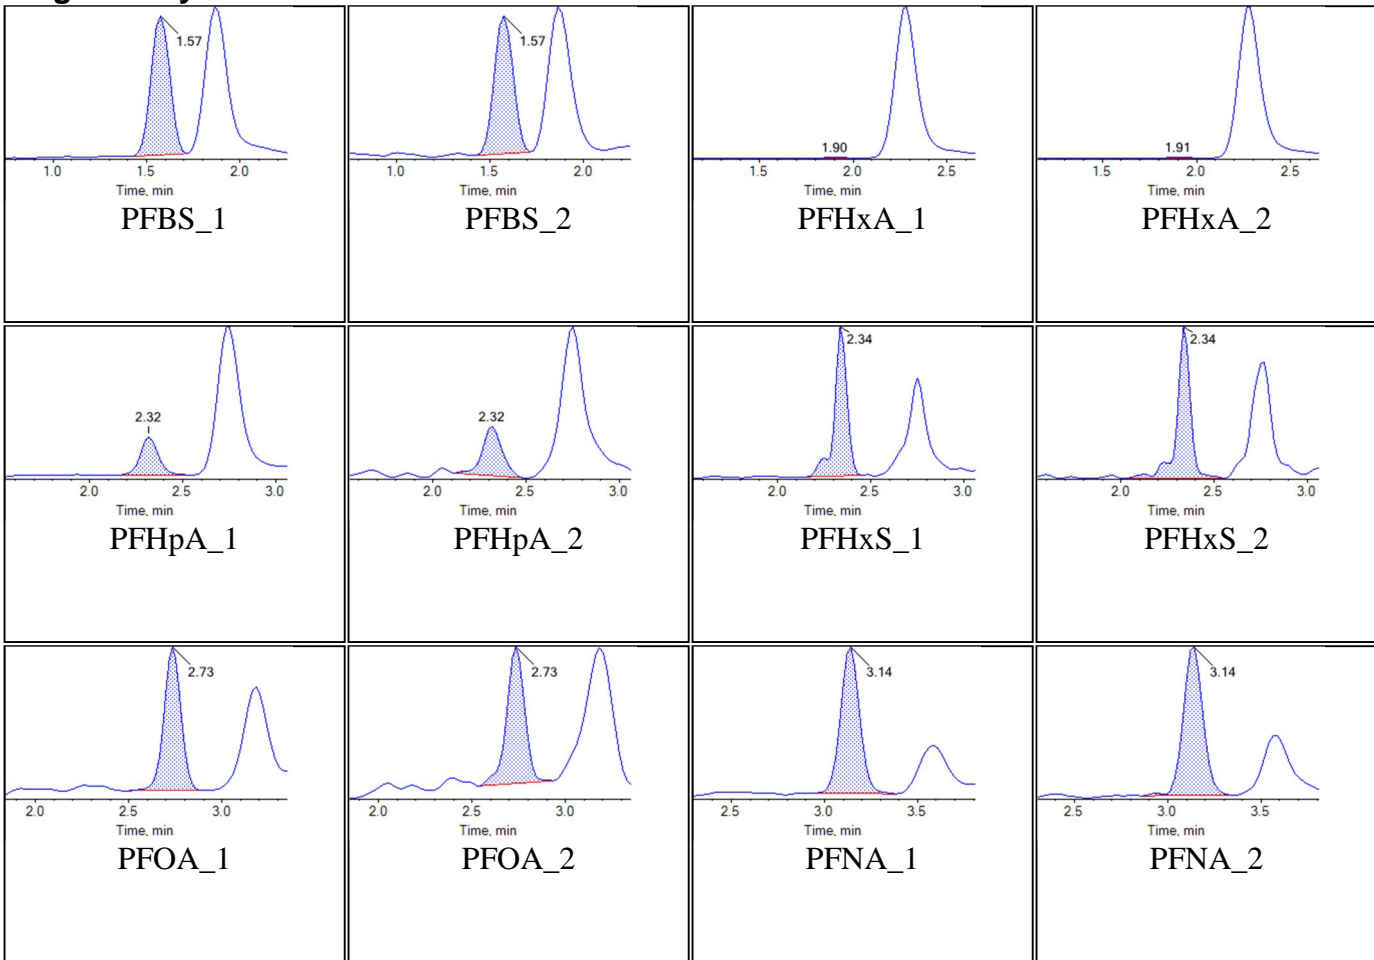 1.57
1.57
1.90
1.91
1.0 1.5 2.0
1.0 1.5 2.0
1.5 2.0 2.5
1.5 2.0 2.5
Time, min
Time, min
Time, min
Time, min
PFBS_1
PFBS_2
PFHxA_1
PFHxA_2
2.32
2.32
2.34
2.34
2.0 2.5 3.0
2.0 2.5 3.0
2.0 2.5 3.0
2.0 2.5 3.0
Time, min
Time, min
Time, min
Time, min
PFHpA_1
PFHpA_2
PFHxS_1
PFHxS_2
2.73
2.73
3.14
3.14
2.0 2.5 3.0
2.0 2.5 3.0
2.5 3.0 3.5
2.5 3.0 3.5
Time, min
Time, min
Time, min
Time, min
PFOA_1
PFOA_2
PFNA_1
PFNA_2